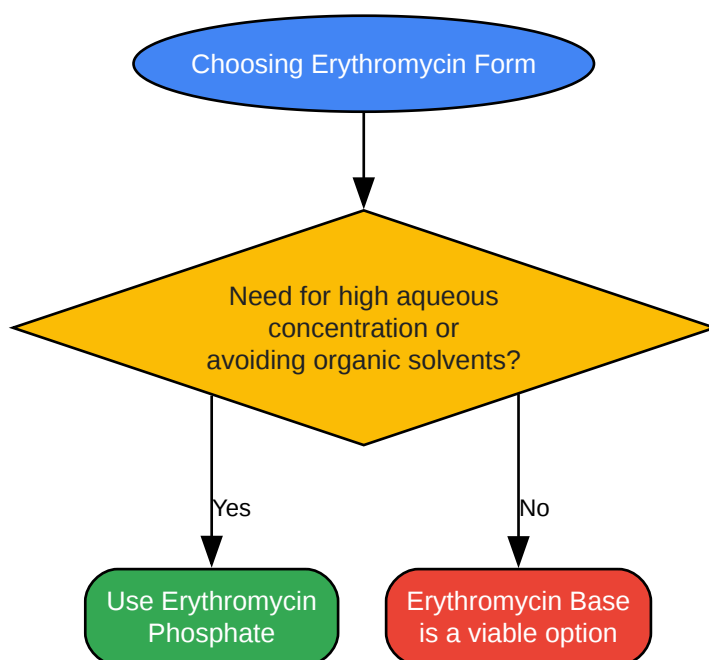 Choosing Erythromycin Form
Need for high aqueous
concentration or
avoiding organic solvents?
Yes
No
Use Erythromycin
Phosphate
Erythromycin Base
is a viable option